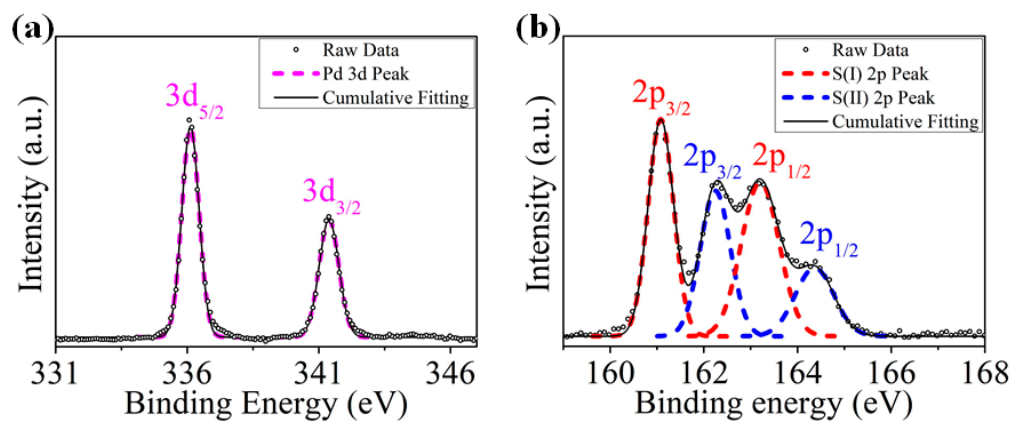 (a)
Raw Data
Pd 3d Peak
Cumulative Fitting
3d5/2
3d3/2
Intensity (a.u.)
331 336 341 346
Binding Energy (eV)
(b)
Raw Data
S(I) 2p Peak
S(II) 2p Peak
Cumulative Fitting
2p3/2
2p3/2
2p1/2
2p1/2
Intensity (a.u.)
160 162 164 166 168
Binding energy (eV)